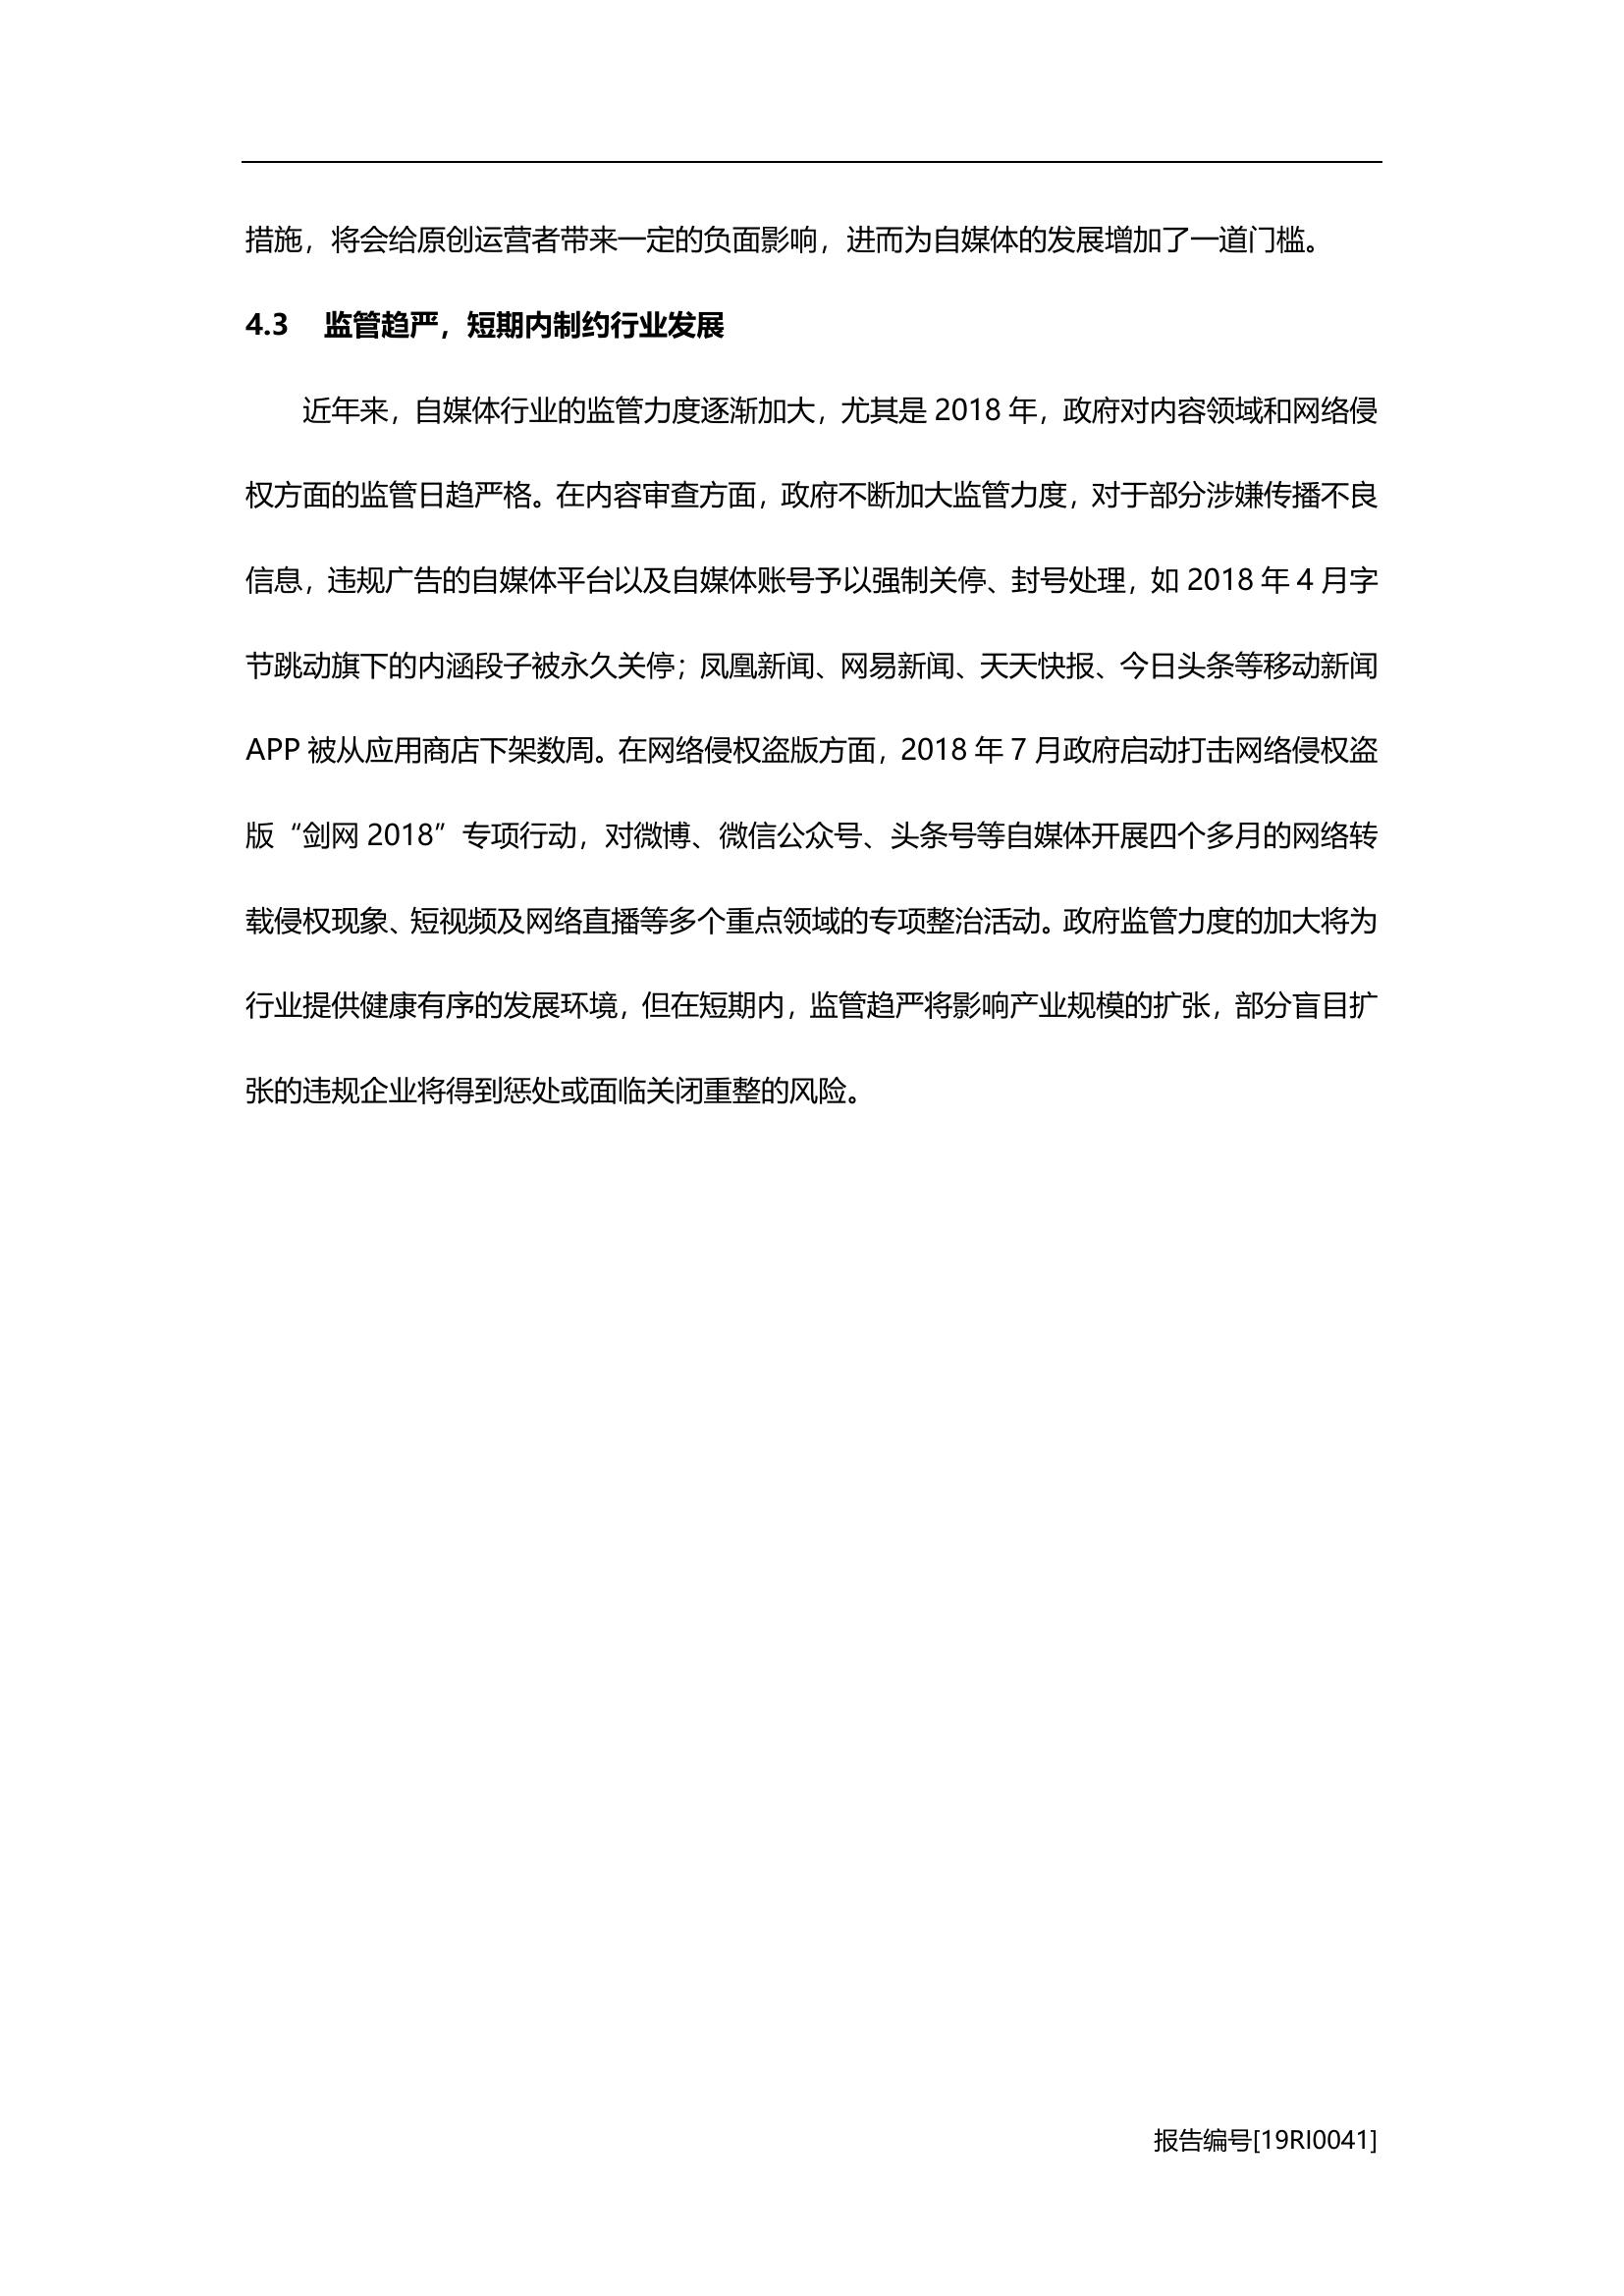 措施，将会给原创运营者带来一定的负面影响，进而为自媒体的发展增加了一道门槛。
4.3 监管趋严，短期内制约行业发展
近年来，自媒体行业的监管力度逐渐加大，尤其是 2018 年，政府对内容领域和网络侵
权方面的监管日趋严格。在内容审查方面，政府不断加大监管力度，对于部分涉嫌传播不良
信息，违规广告的自媒体平台以及自媒体账号予以强制关停、封号处理，如 2018 年 4 月字
节跳动旗下的内涵段子被永久关停；凤凰新闻、网易新闻、天天快报、今日头条等移动新闻
APP 被从应用商店下架数周。在网络侵权盗版方面，2018 年 7 月政府启动打击网络侵权盗
版“剑网 2018”专项行动，对微博、微信公众号、头条号等自媒体开展四个多月的网络转
载侵权现象、短视频及网络直播等多个重点领域的专项整治活动。政府监管力度的加大将为
行业提供健康有序的发展环境，但在短期内，监管趋严将影响产业规模的扩张，部分盲目扩
张的违规企业将得到惩处或面临关闭重整的风险。
报告编号[19RI0041]